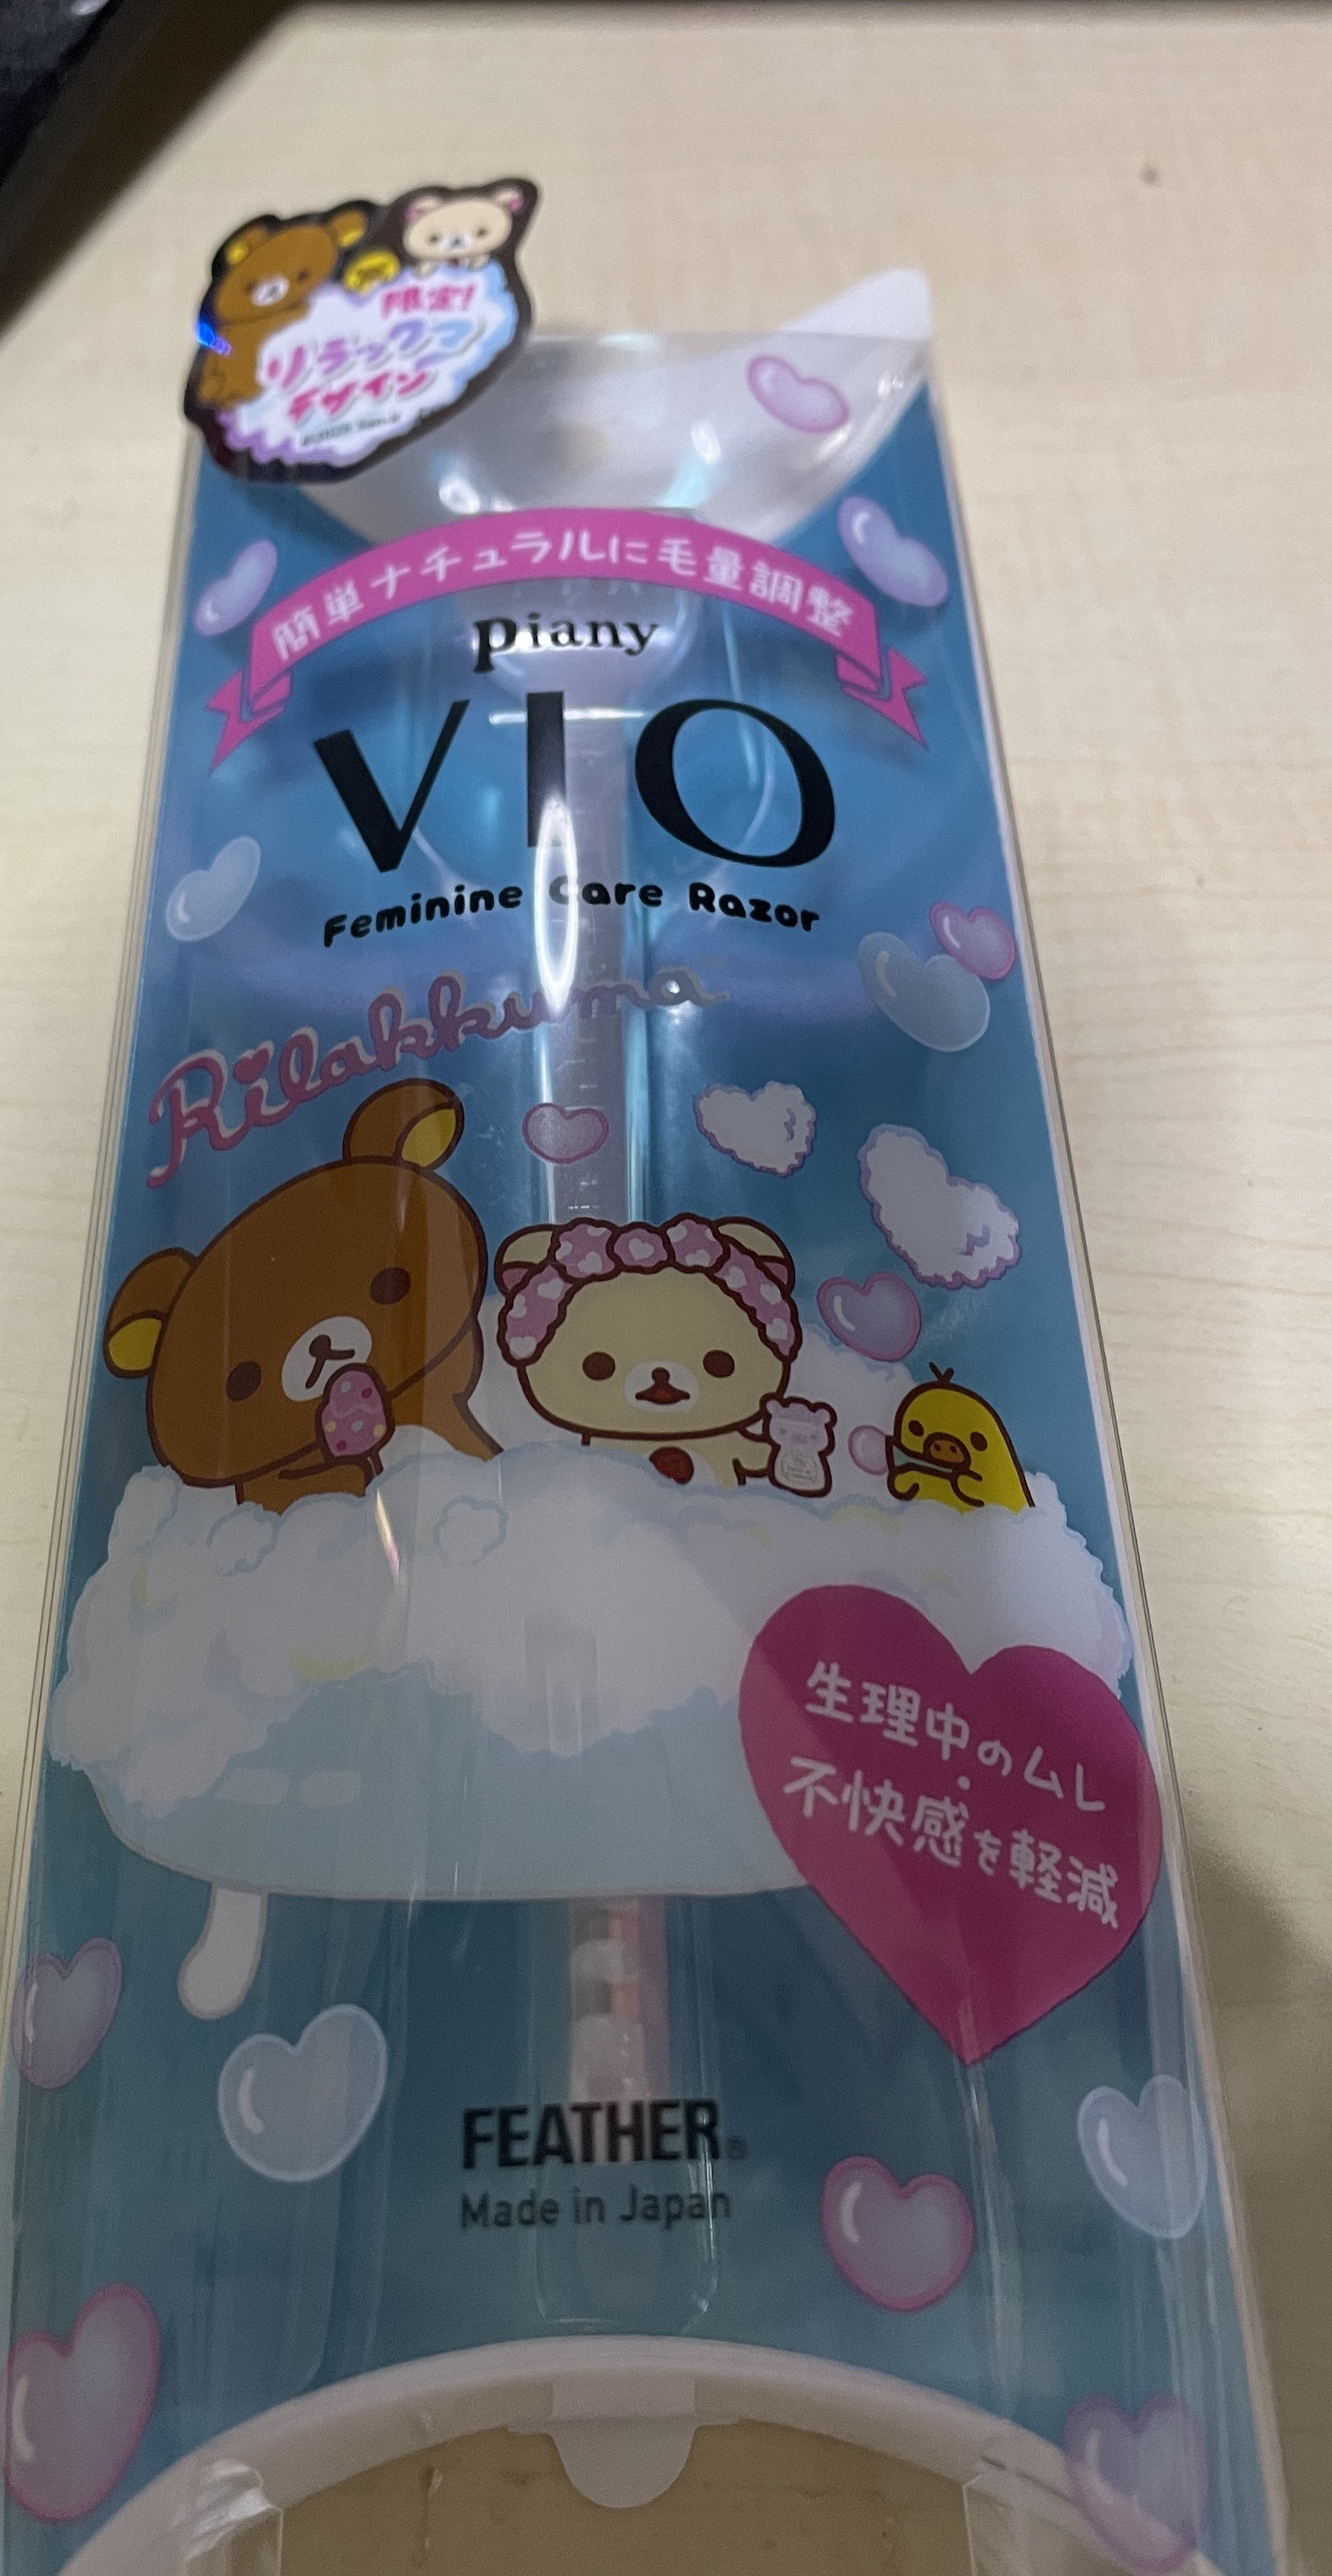 限定!
リラックマ
デザイン
簡単ナチュラルに毛量調整
piany
VIO
Feminine Care Razor
Rilakkuma
生理中のムレ
・
不快感を軽減
FEATHER®
Made in Japan